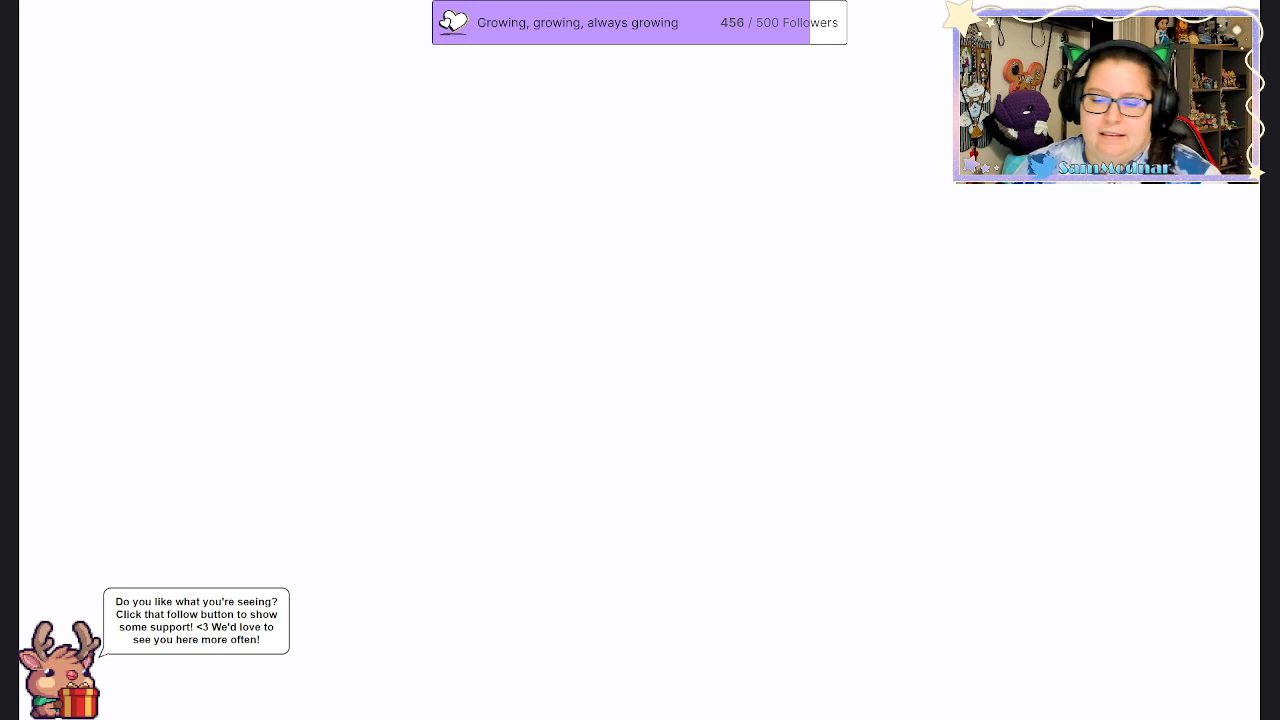 Growing, growing, always growing 456 / 500 Followers
SamModnar
Do you like what you're seeing?
Click that follow button to show
some support! <3 We'd love to
see you here more often!